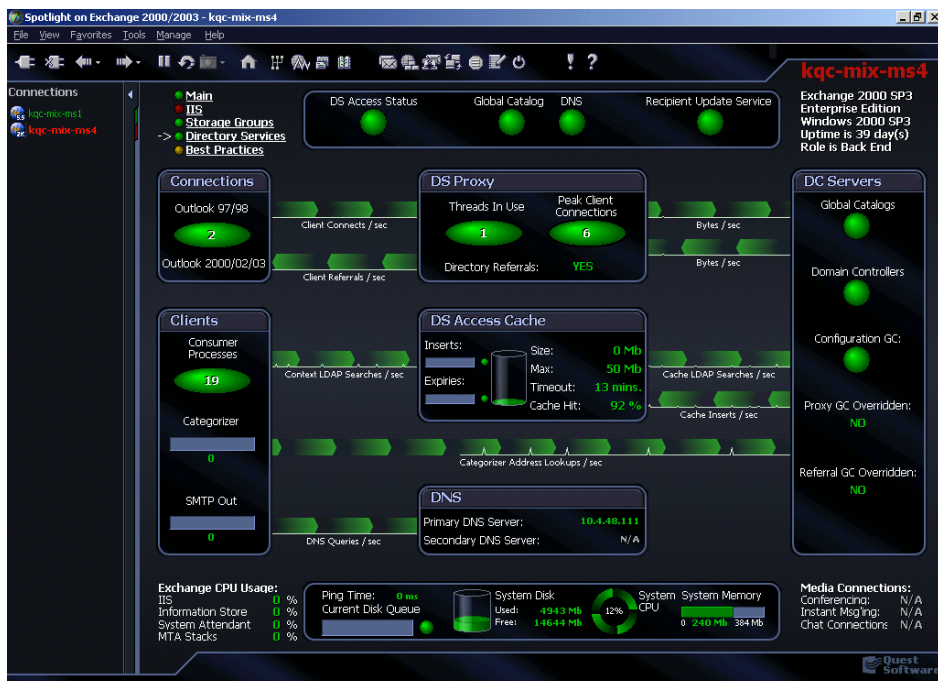 Spotlight on Exchange 2000/2003 - kqc-mix-ms4
File View Favorites Tools Manage Help
Connections
kqc-mix-ms1
kqc-mix-ms4
Main
IIS
Storage Groups
-> Directory Services
Best Practices
DS Access Status
Global Catalog
DNS
Recipient Update Service
kqc-mix-ms4
Exchange 2000 SP3
Enterprise Edition
Windows 2000 SP3
Uptime is 39 day(s)
Role is Back End
Connections
Outlook 97/98
2
Outlook 2000/02/03
Client Connects / sec
Client Referrals / sec
DS Proxy
Threads In Use
1
Peak Client
Connections
6
Directory Referrals: YES
Bytes / sec
Bytes / sec
DC Servers
Global Catalogs
Domain Controllers
Configuration GC:
Proxy GC Overridden:
NO
Referral GC Overridden:
NO
Clients
Consumer
Processes
19
Categorizer
0
SMTP Out
0
Context LDAP Searches / sec
DS Access Cache
Inserts:
Expiries:
Size: 0 Mb
Max: 50 Mb
Timeout: 13 mins.
Cache Hit: 92 %
Cache LDAP Searches / sec
Cache Inserts / sec
Categorizer Address Lookups / sec
DNS Queries / sec
DNS
Primary DNS Server: 10.4.48.111
Secondary DNS Server: N/A
Exchange CPU Usage:
IIS 0 %
Information Store 0 %
System Attendant 0 %
MTA Stacks 0 %
Ping Time: 0 ms
Current Disk Queue
System Disk
Used: 4943 Mb
Free: 14644 Mb
12%
System
CPU
System Memory
0 240 Mb 384 Mb
Media Connections:
Conferencing: N/A
Instant Msg'ing: N/A
Chat Connections N/A
Quest
Software